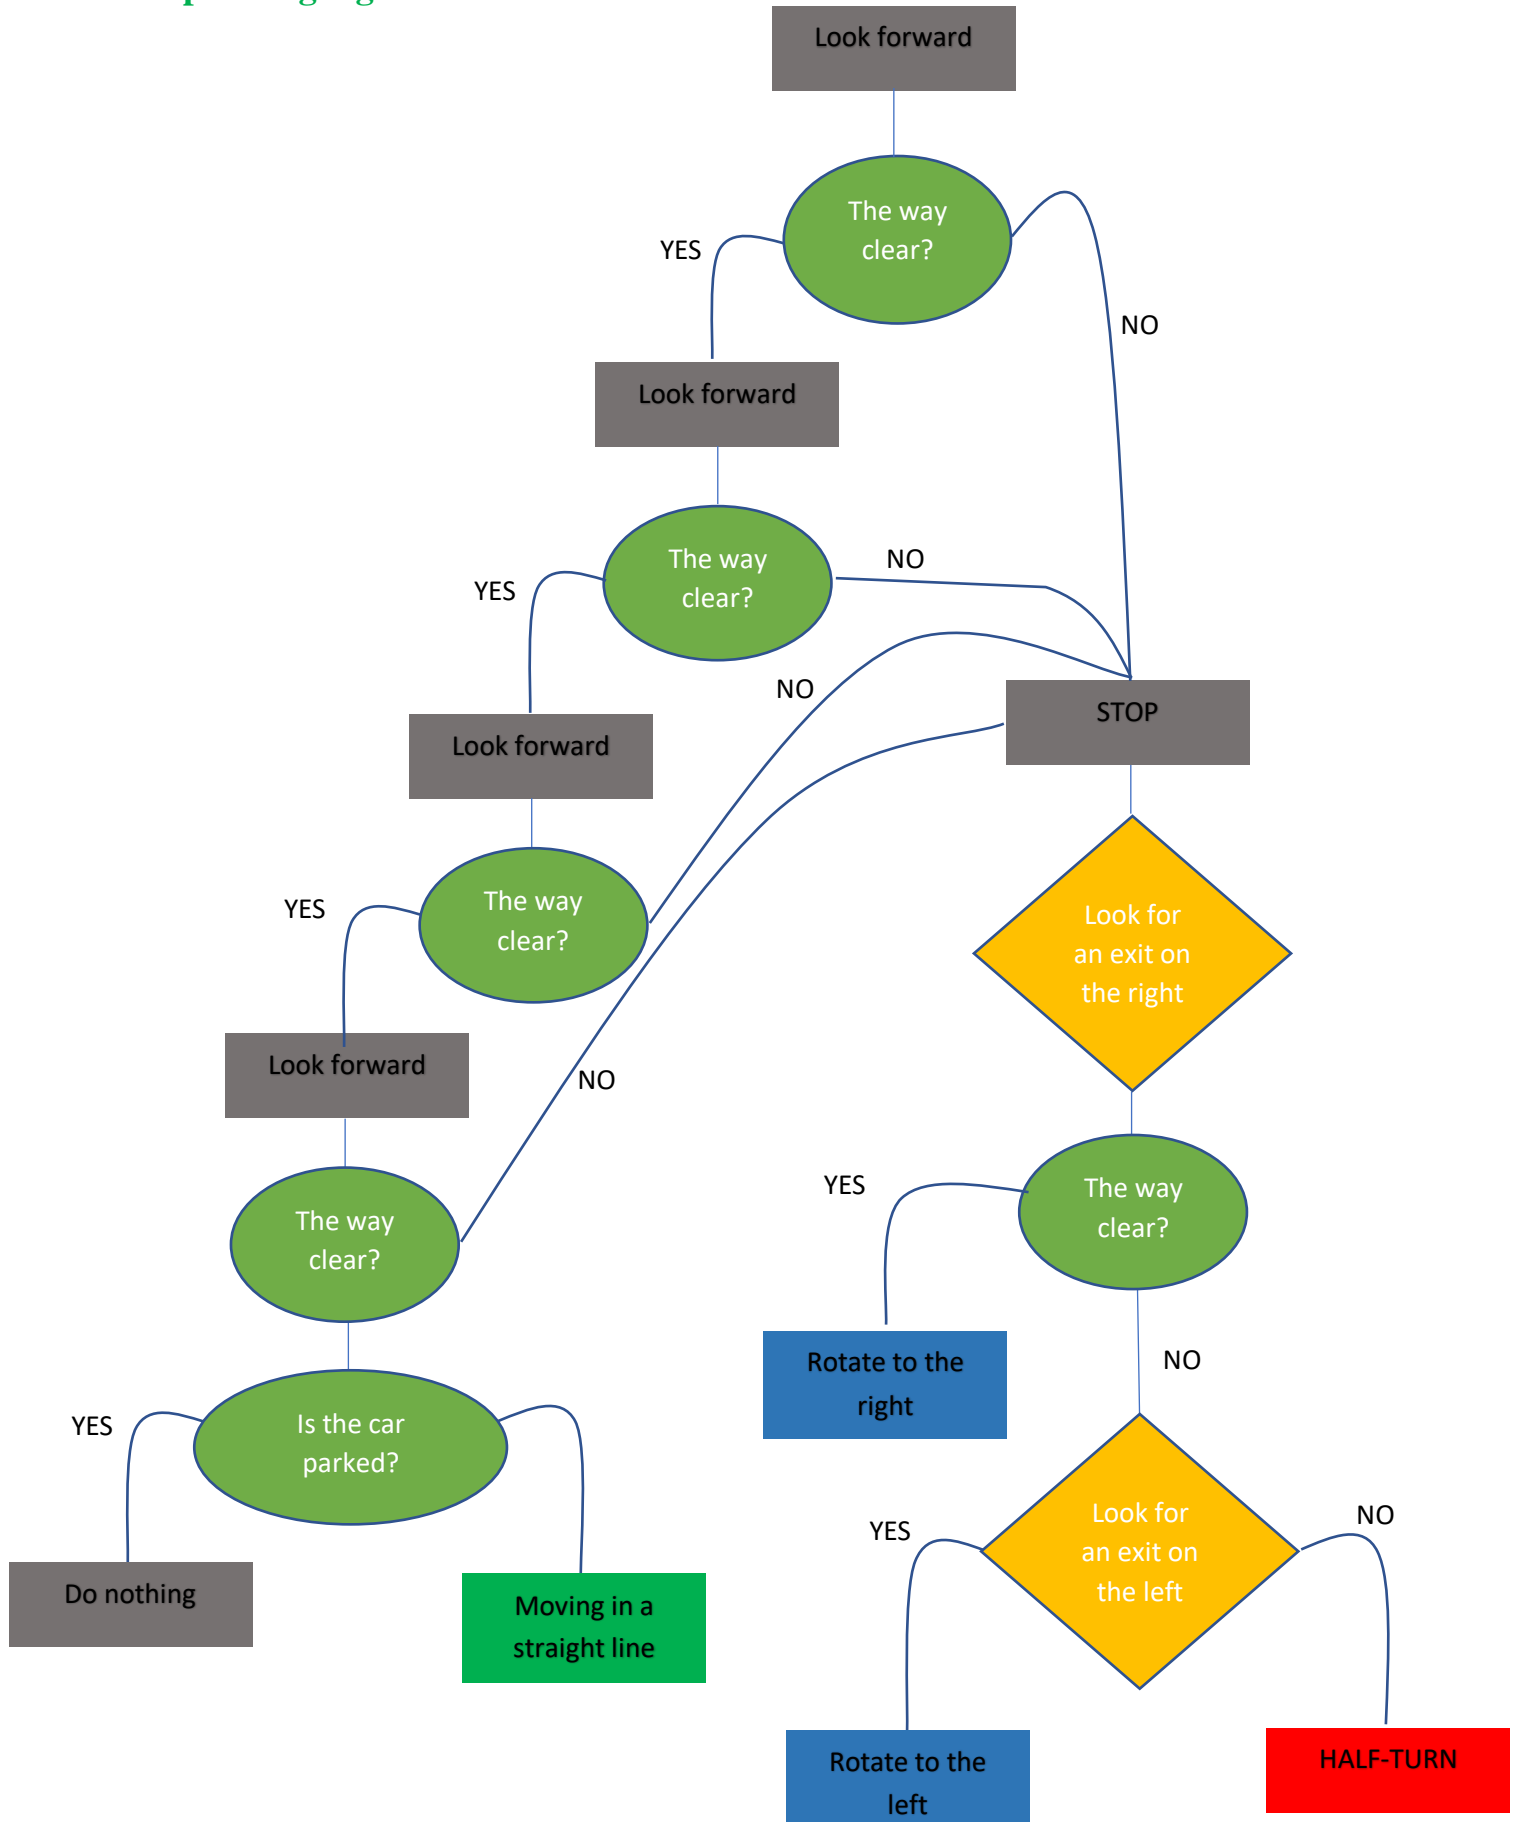 Look forward
The way
clear?
YES
NO
Look forward
The way
clear?
NO
YES
NO
STOP
Look forward
The way
clear?
YES
Look for
an exit on
the right
Look forward
NO
The way
clear?
YES
The way
clear?
Rotate to the
right
NO
Is the car
parked?
YES
Look for
an exit on
the left
YES
NO
Do nothing
Moving in a
straight line
Rotate to the
left
HALF-TURN